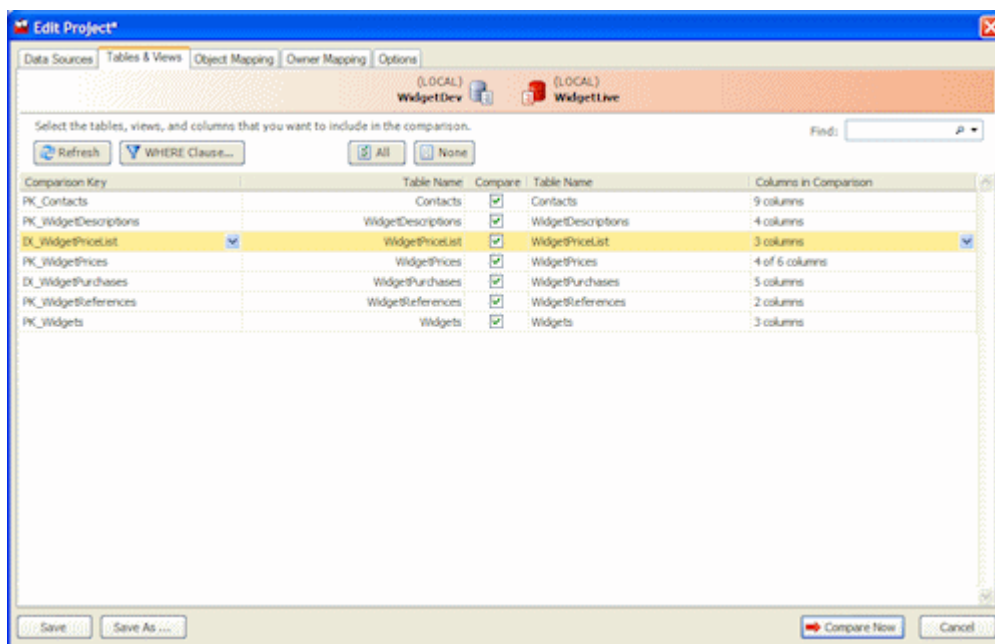 Edit Project*
Data Sources Tables & Views Object Mapping Owner Mapping Options
(LOCAL) (LOCAL)
WidgetDev WidgetLive
Select the tables, views, and columns that you want to include in the comparison. Find:
Refresh WHERE Clause... All None
Comparison Key Table Name Compare Table Name Columns in Comparison
PK_Contacts Contacts Contacts 9 columns
PK_WidgetDescriptions WidgetDescriptions WidgetDescriptions 4 columns
IX_WidgetPriceList WidgetPriceList WidgetPriceList 3 columns
PK_WidgetPrices WidgetPrices WidgetPrices 4 of 6 columns
IX_WidgetPurchases WidgetPurchases WidgetPurchases 5 columns
PK_WidgetReferences WidgetReferences WidgetReferences 2 columns
PK_Widgets Widgets Widgets 3 columns
Save Save As ... Compare Now Cancel